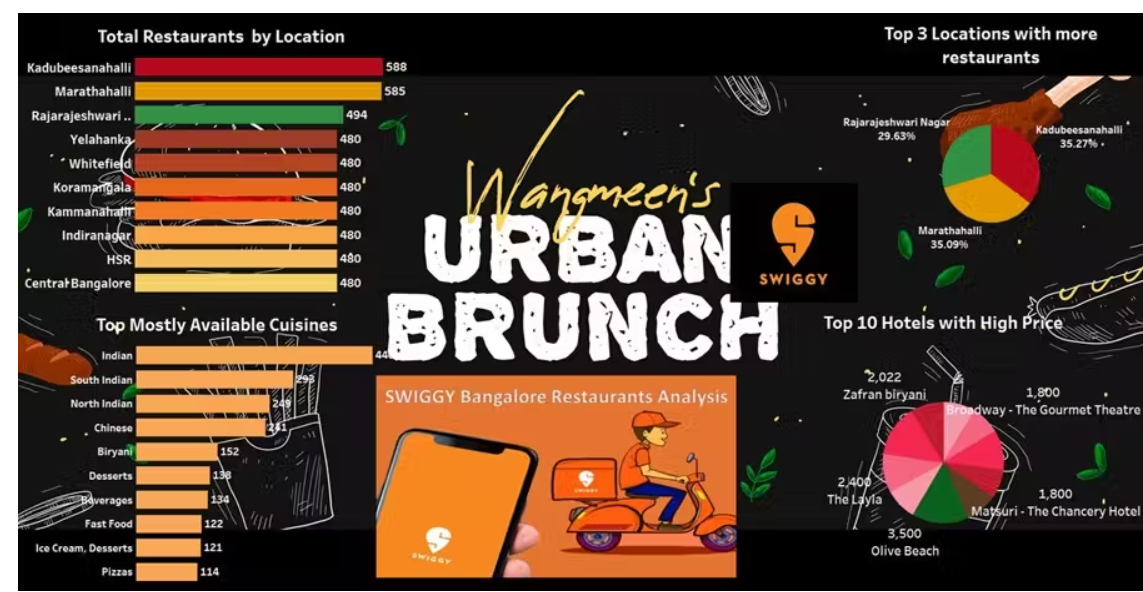 Total Restaurants by Location
Kadubeesanahalli 588
Marathahalli 585
Rajarajeshwari .. 494
Yelahanka 480
Whitefield 480
Koramangala 480
Kammanahalli 480
Indiranagar 480
HSR 480
Central Bangalore 480
Top Mostly Available Cuisines
Indian
South Indian 293
North Indian 249
Chinese 241
Biryani 152
Desserts 138
Beverages 134
Fast Food 122
Ice Cream, Desserts 121
Pizzas 114
Wangmeen's
URBAN
BRUNCH
SWIGGY
SWIGGY Bangalore Restaurants Analysis
SWIGGY
SWIGGY
Top 3 Locations with more
restaurants
Rajarajeshwari Nagar
29.63%
Kadubeesanahalli
35.27%
Marathahalli
35.09%
Top 10 Hotels with High Price
2,022
Zafran biryani
1,800
Broadway - The Gourmet Theatre
2,400
The Layla
1,800
Matsuri - The Chancery Hotel
3,500
Olive Beach